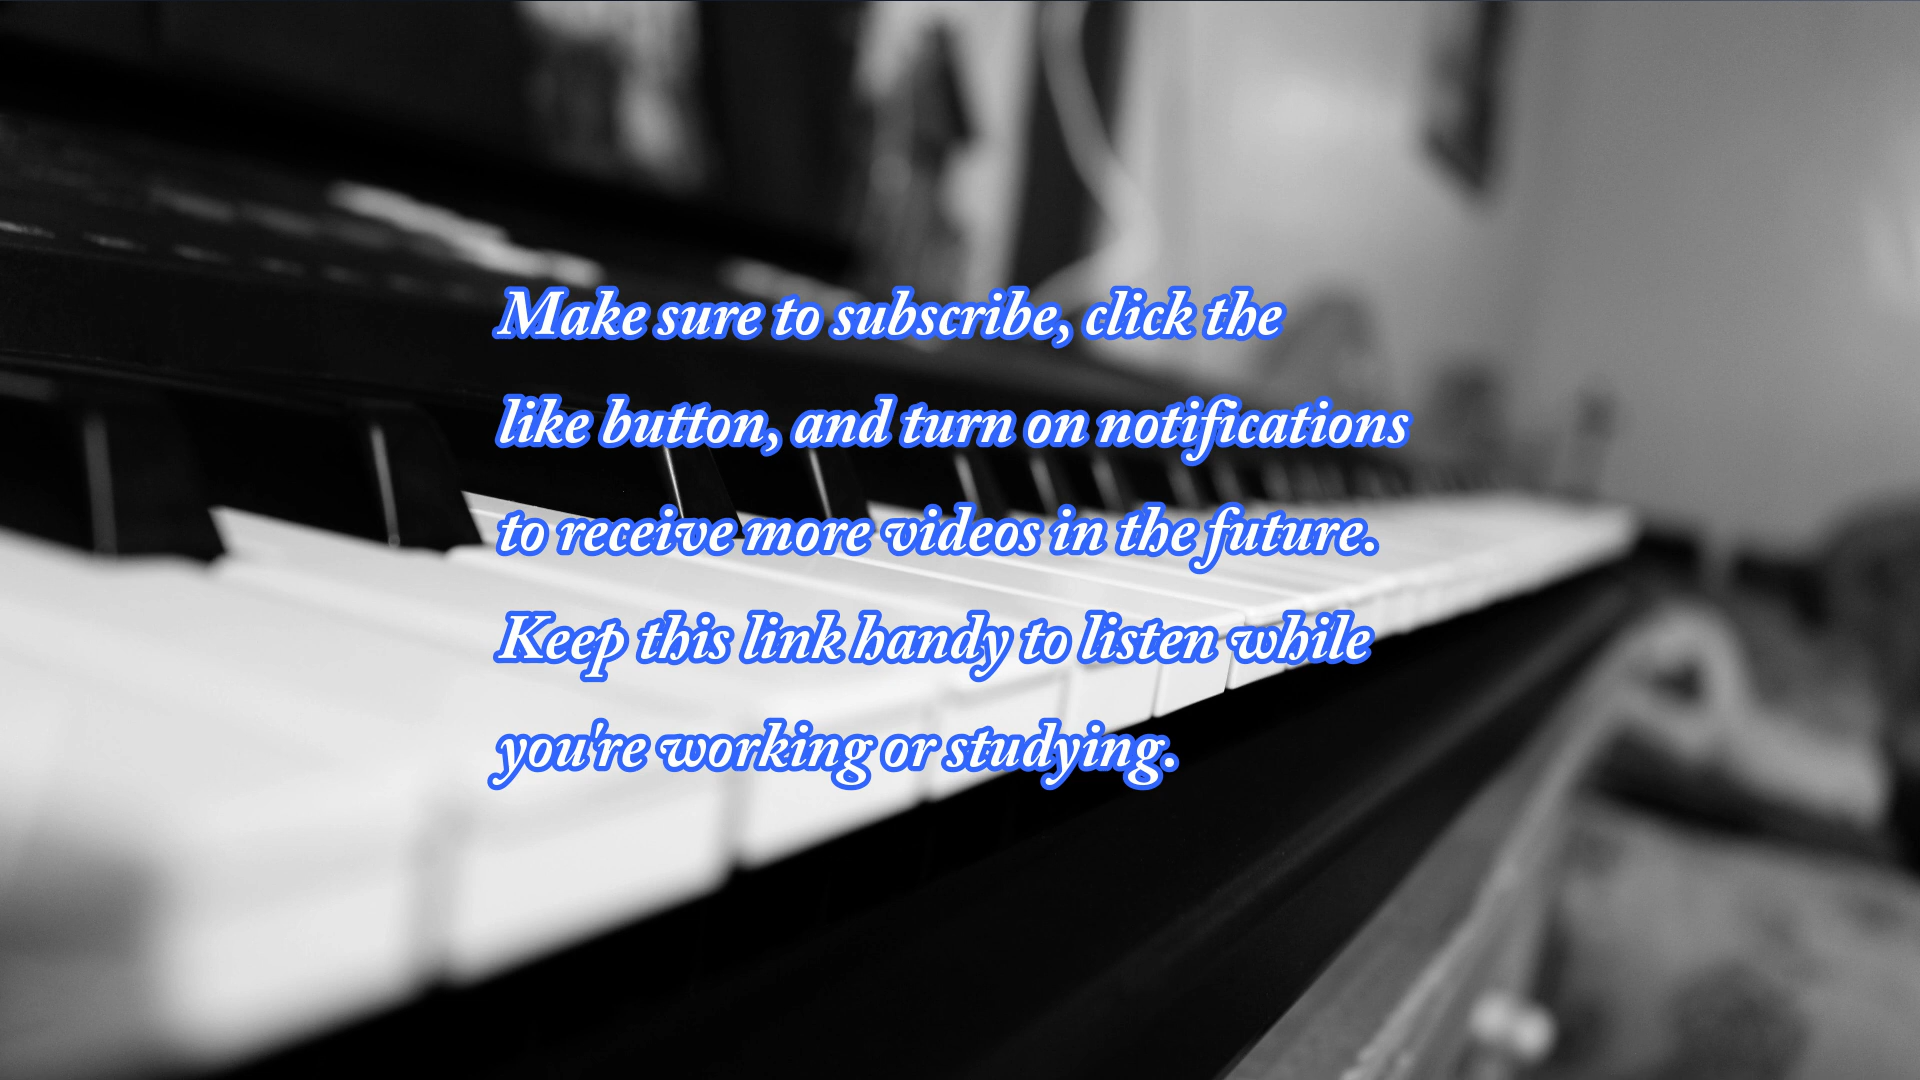 Make sure to subscribe, click the
like button, and turn on notifications
to receive more videos in the future.
Keep this link handy to listen while
you're working or studying.